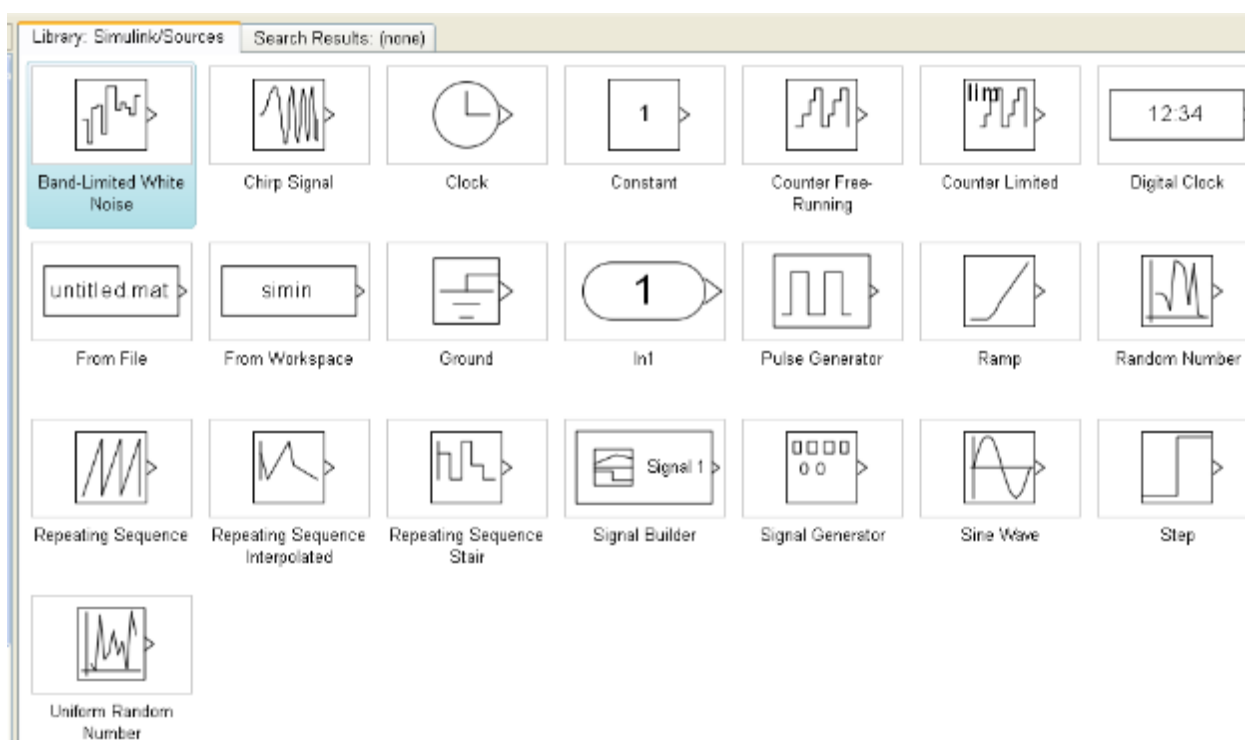 Library: Simulink/Sources
Search Results: (none)
1
12:34
Band-Limited White
Noise
Chirp Signal
Clock
Constant
Counter Free-
Running
Counter Limited
Digital Clock
untitled.mat
simin
1
From File
From Workspace
Ground
In1
Pulse Generator
Ramp
Random Number
Signal 1
Repeating Sequence
Repeating Sequence
Interpolated
Repeating Sequence
Stair
Signal Builder
Signal Generator
Sine Wave
Step
Uniform Random
Number